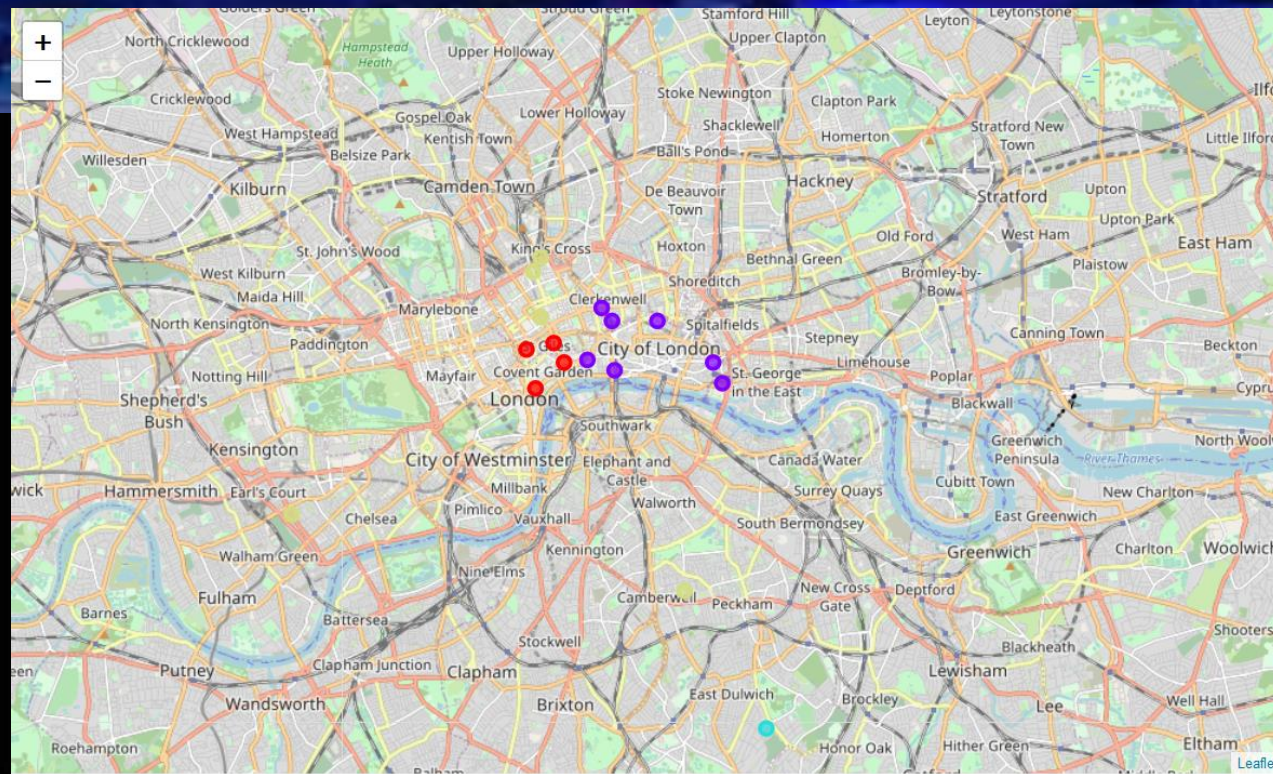 Stamford Hill
Leyton
Leytonstone
+
North Cricklewood
Hampstead
Heath
Upper Holloway
Upper Clapton
−
Cricklewood
Gospel Oak
Lower Holloway
Stoke Newington
Clapton Park
West Hampstead
Kentish Town
Shacklewell
Homerton
Stratford New
Town
Little Ilford
Willesden
Belsize Park
Ball's Pond
Kilburn
Camden Town
De Beauvoir
Town
Hackney
Stratford
Upton
Upton Park
St. John's Wood
King's Cross
Hoxton
Old Ford
West Ham
East Ham
West Kilburn
Bethnal Green
Bromley-by-
Bow
Plaistow
Maida Hill
Marylebone
Clerkenwell
Shoreditch
North Kensington
Paddington
Spitalfields
Stepney
Canning Town
Beckton
City of London
Limehouse
Notting Hill
Mayfair
Covent Garden
St. George
in the East
Poplar
Shepherd's
Bush
London
Blackwall
Southwark
Kensington
City of Westminster
Elephant and
Castle
Canada Water
Greenwich
Peninsula
River Thames
Hammersmith
Earl's Court
Millbank
Walworth
Surrey Quays
Cubitt Town
New Charlton
Chelsea
Pimlico
Vauxhall
South Bermondsey
East Greenwich
Walham Green
Kennington
Greenwich
Charlton
Woolwich
Nine Elms
Fulham
Camberwell
Peckham
New Cross
Gate
Deptford
Barnes
Battersea
Stockwell
Blackheath
Shooters
Putney
Clapham Junction
Clapham
Lewisham
Wandsworth
Brixton
East Dulwich
Brockley
Lee
Well Hall
Roehampton
Honor Oak
Hither Green
Eltham